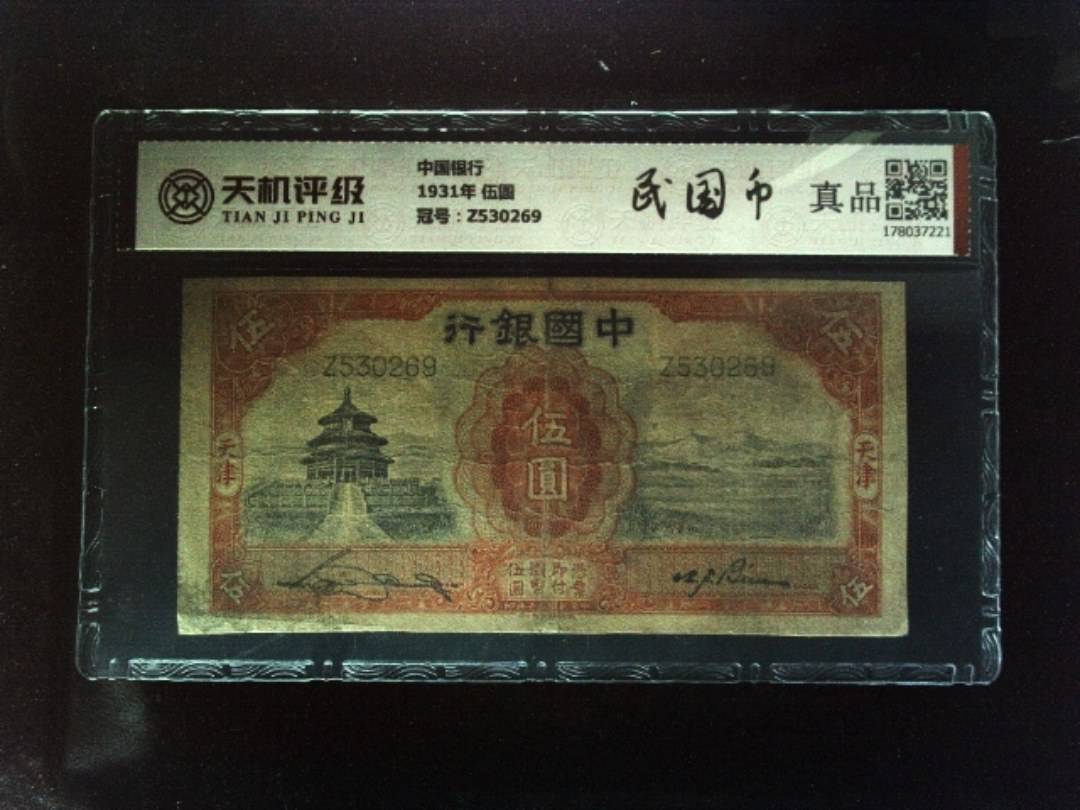 天机评级
TIAN JI PING JI
中国银行
1931年 伍圆
冠号：Z530269
民国币
真品
178037221
伍
行銀國中
伍
Z530269
Z530269
伍
圓
天津
天津
伍
伍